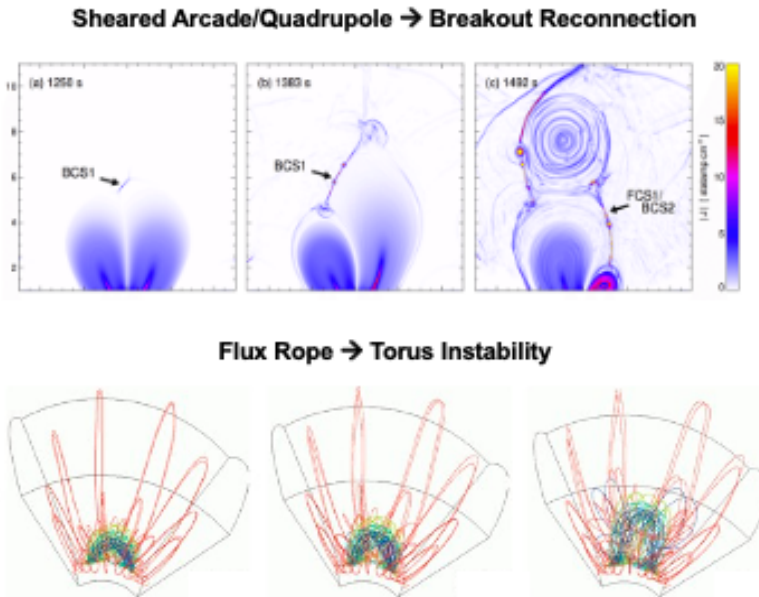 Sheared Arcade/Quadrupole → Breakout Reconnection
(a) 1250 s
(b) 1383 s
(c) 1492 s
20
10
8
6
4
2
BCS1
BCS1
FCS1/
BCS2
15
10
5
0
Flux Rope → Torus Instability